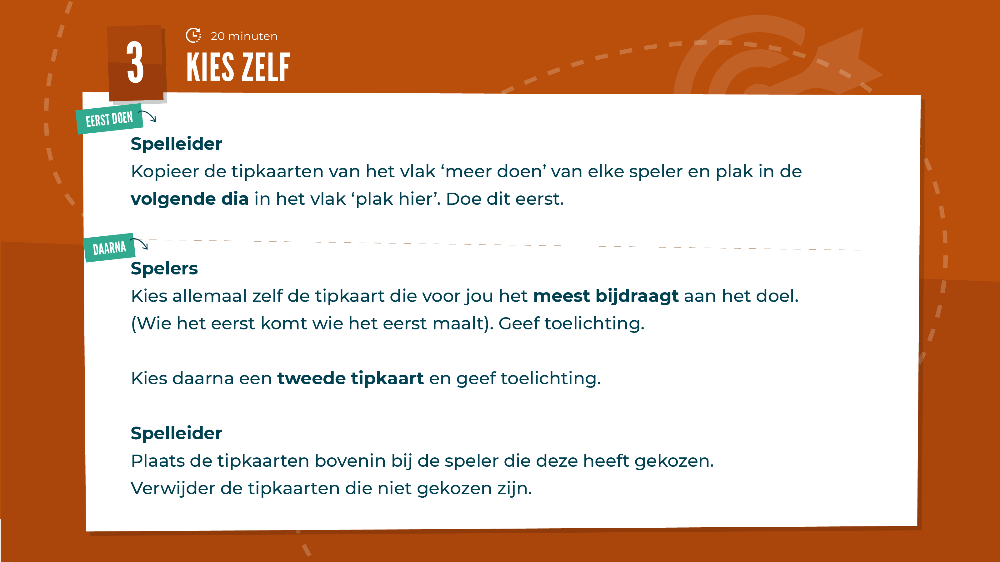 3
20 minuten
KIES ZELF
EERST DOEN
Spelleider
Kopieer de tipkaarten van het vlak ‘meer doen’ van elke speler en plak in de
volgende dia in het vlak ‘plak hier’. Doe dit eerst.
DAARNA
Spelers
Kies allemaal zelf de tipkaart die voor jou het meest bijdraagt aan het doel.
(Wie het eerst komt wie het eerst maalt). Geef toelichting.
Kies daarna een tweede tipkaart en geef toelichting.
Spelleider
Plaats de tipkaarten bovenin bij de speler die deze heeft gekozen.
Verwijder de tipkaarten die niet gekozen zijn.